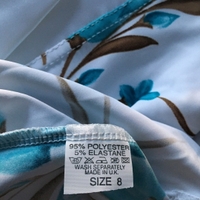 95% POLYESTER
5% ELASTANE
WASH SEPARATELY
MADE IN U.K
SIZE 8